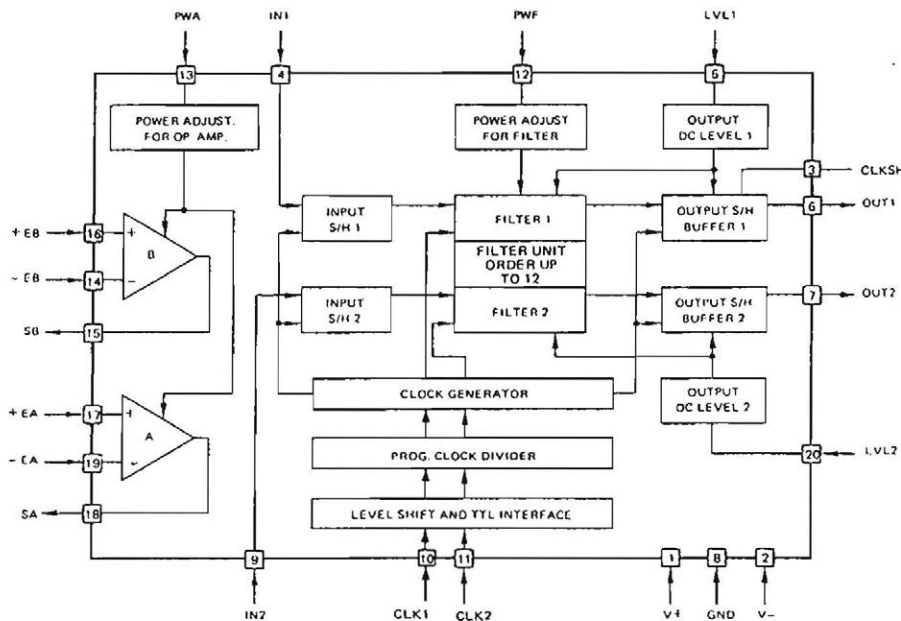 PWA
IN1
PWF
LVL1
13
4
12
5
POWER ADJUST.
FOR OP AMP.
POWER ADJUST
FOR FILTER
OUTPUT
DC LEVEL 1
3
CLKSH
INPUT
S/H 1
FILTER 1
OUTPUT S/H
BUFFER 1
6
OUT1
+EB
16
+
B
-EB
14
-
FILTER UNIT
ORDER UP
TO 12
INPUT
S/H 2
FILTER 2
OUTPUT S/H
BUFFER 2
7
OUT2
SB
15
CLOCK GENERATOR
OUTPUT
DC LEVEL 2
+EA
17
+
A
-EA
19
-
PROG. CLOCK DIVIDER
20
LVL2
SA
18
LEVEL SHIFT AND TTL INTERFACE
9
10
11
1
8
2
IN2
CLK1
CLK2
V+
GND
V-